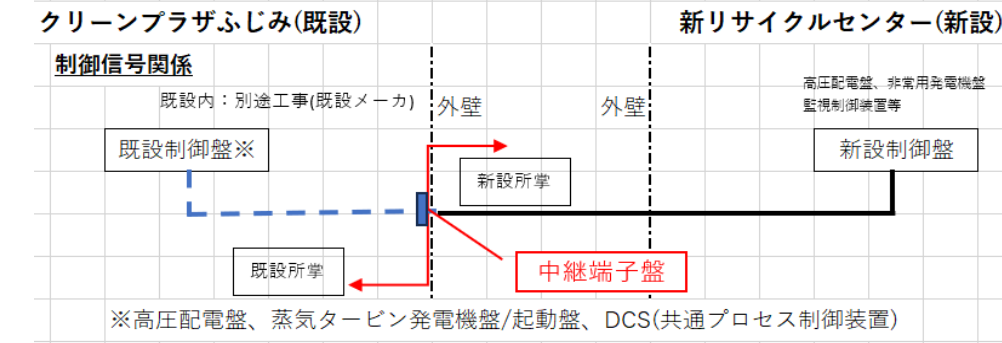 クリーンプラザふじみ(既設)
新リサイクルセンター(新設)
制御信号関係
既設内：別途工事(既設メーカ)
外壁
外壁
高圧配電盤、非常用発電機盤
監視制御装置等
既設制御盤※
新設制御盤
新設所掌
既設所掌
中継端子盤
※高圧配電盤、蒸気タービン発電機盤/起動盤、DCS(共通プロセス制御装置)